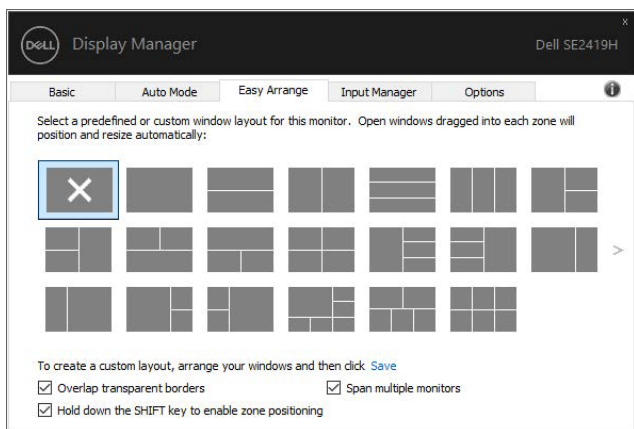 x
DELL Display Manager Dell SE2419H
Basic Auto Mode Easy Arrange Input Manager Options
Select a predefined or custom window layout for this monitor. Open windows dragged into each zone will
position and resize automatically:
>
To create a custom layout, arrange your windows and then click Save
Overlap transparent borders Span multiple monitors
Hold down the SHIFT key to enable zone positioning